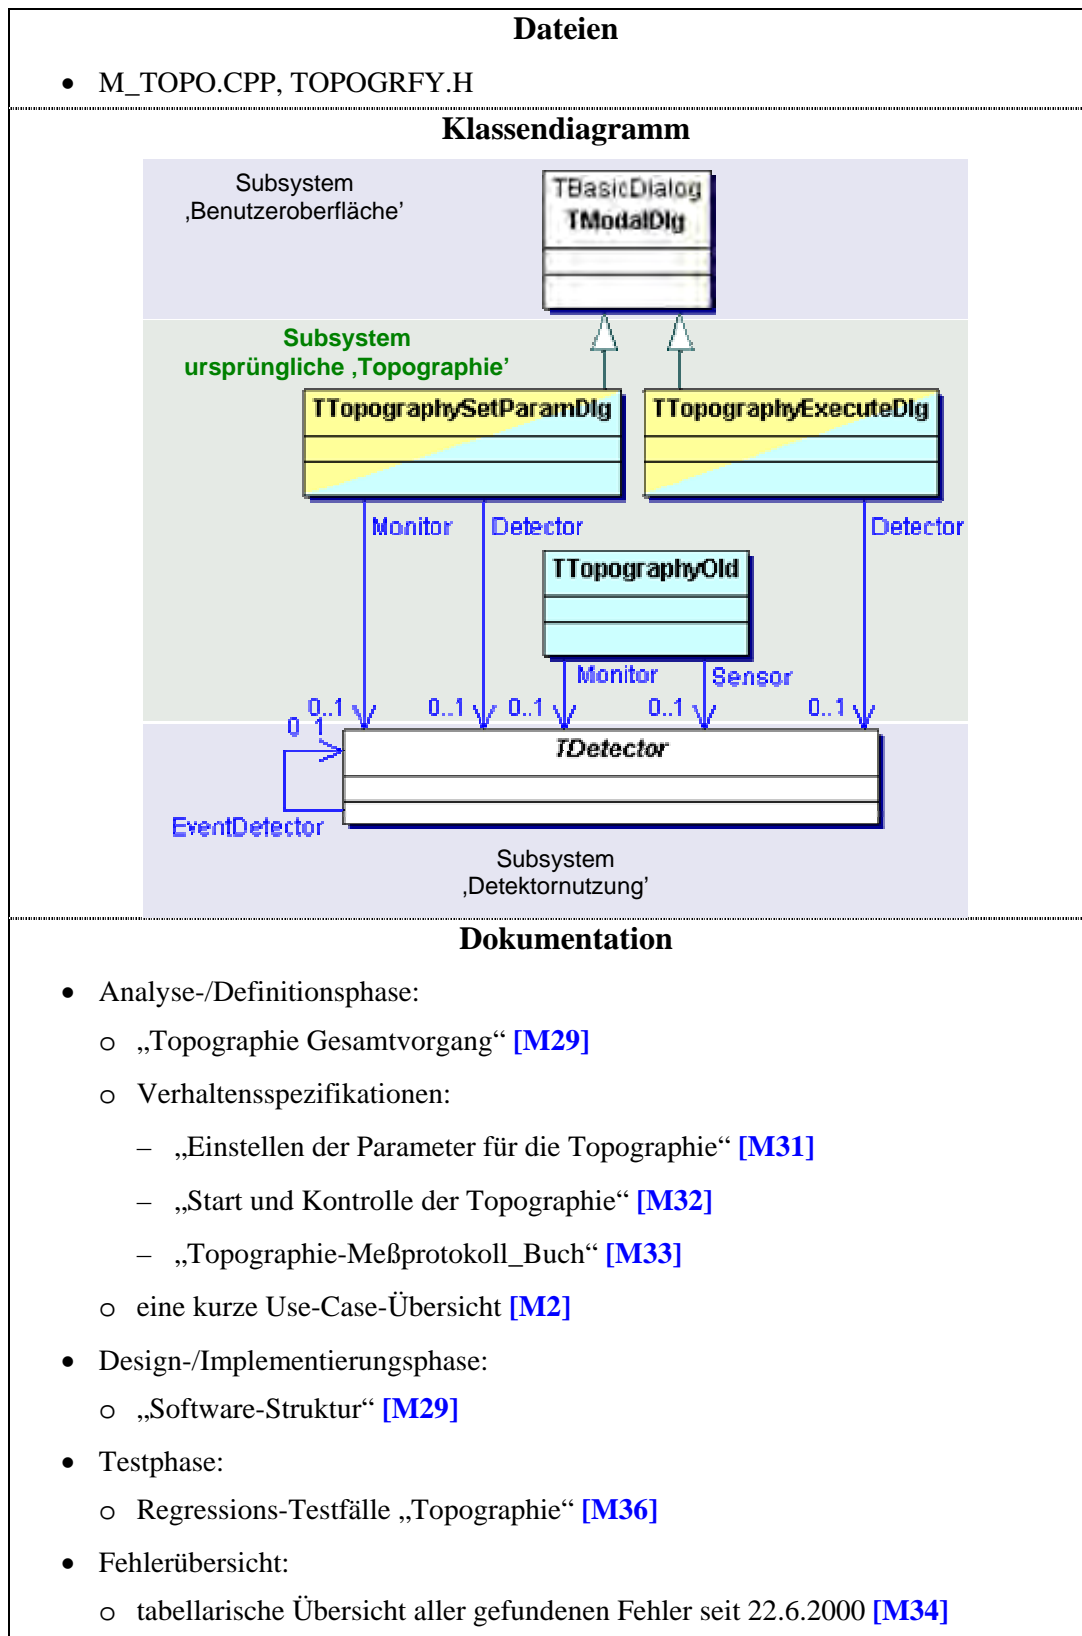 Dateien
• M_TOPO.CPP, TOPOGRFY.H
Klassendiagramm
Subsystem
‚Benutzeroberfläche’
TBasicDialog
TModalDlg
Subsystem
ursprüngliche ‚Topographie’
TTopographySetParamDlg
TTopographyExecuteDlg
Monitor
Detector
Detector
TTopographyOld
Monitor
Sensor
0..1
0..1
0..1
0..1
0..1
0 1
TDetector
EventDetector
Subsystem
‚Detektornutzung’
Dokumentation
• Analyse-/Definitionsphase:
o „Topographie Gesamtvorgang“ [M29]
o Verhaltensspezifikationen:
– „Einstellen der Parameter für die Topographie“ [M31]
– „Start und Kontrolle der Topographie“ [M32]
– „Topographie-Meßprotokoll_Buch“ [M33]
o eine kurze Use-Case-Übersicht [M2]
• Design-/Implementierungsphase:
o „Software-Struktur“ [M29]
• Testphase:
o Regressions-Testfälle „Topographie“ [M36]
• Fehlerübersicht:
o tabellarische Übersicht aller gefundenen Fehler seit 22.6.2000 [M34]